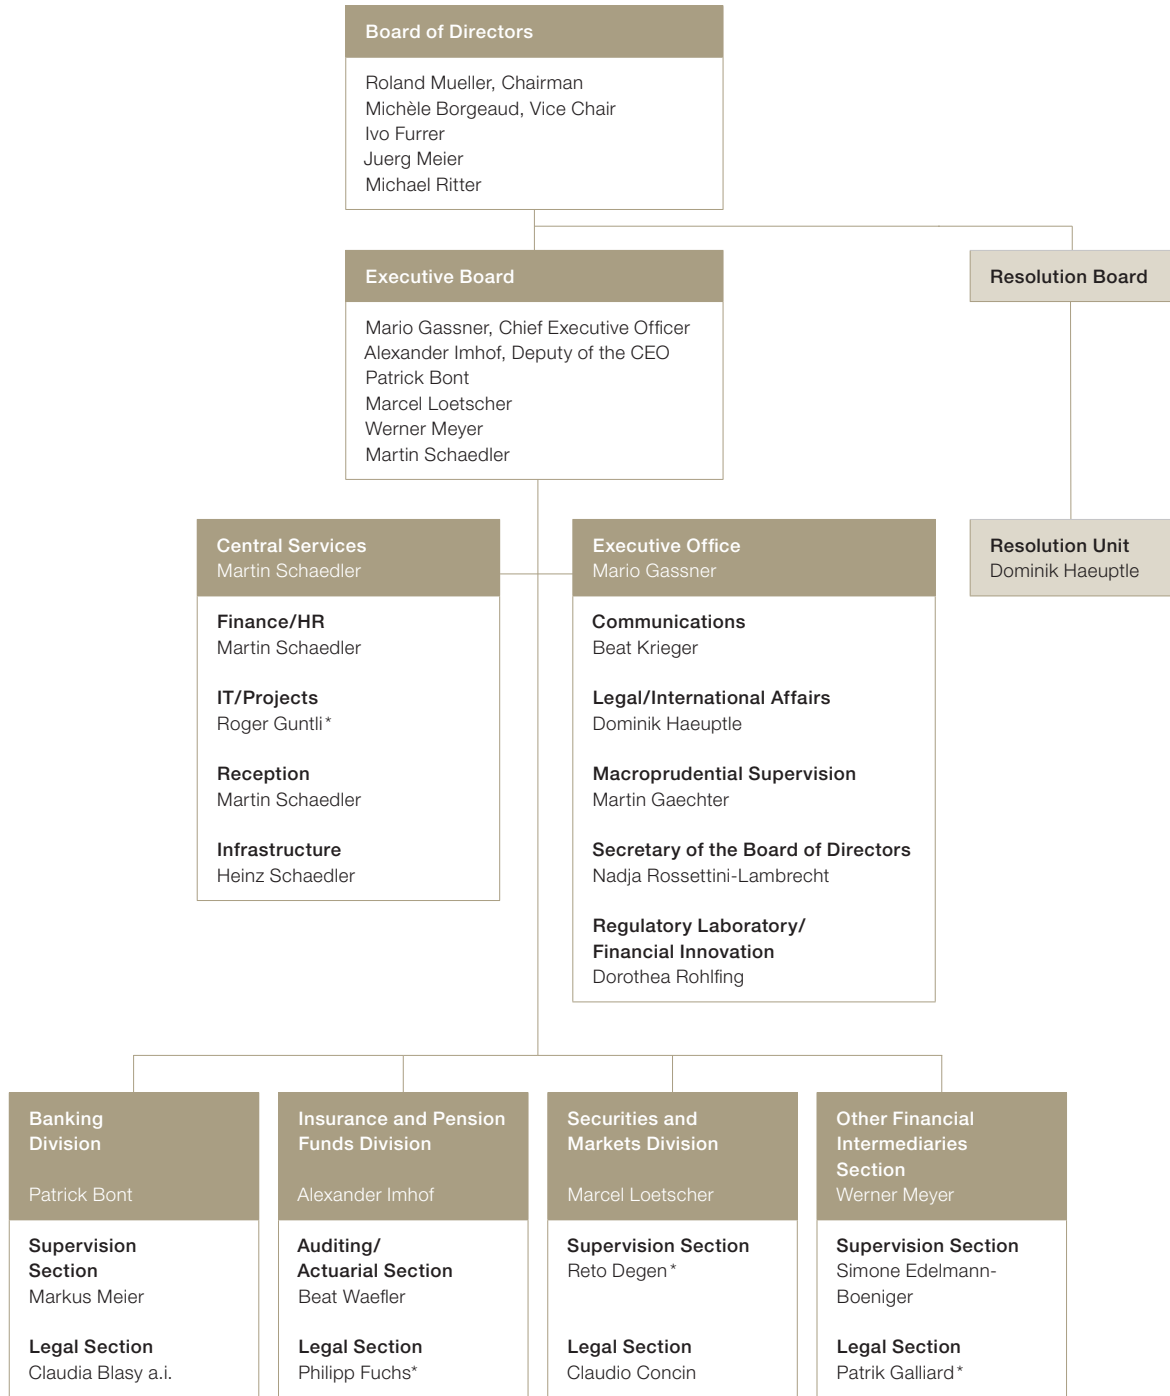 Board of Directors
Roland Mueller, Chairman
Michèle Borgeaud, Vice Chair
Ivo Furrer
Juerg Meier
Michael Ritter
Executive Board
Mario Gassner, Chief Executive Officer
Alexander Imhof, Deputy of the CEO
Patrick Bont
Marcel Loetscher
Werner Meyer
Martin Schaedler
Resolution Board
Central Services
Martin Schaedler
Finance/HR
Martin Schaedler
IT/Projects
Roger Guntli*
Reception
Martin Schaedler
Infrastructure
Heinz Schaedler
Executive Office
Mario Gassner
Communications
Beat Krieger
Legal/International Affairs
Dominik Haeuptle
Macroprudential Supervision
Martin Gaechter
Secretary of the Board of Directors
Nadja Rossettini-Lambrecht
Regulatory Laboratory/
Financial Innovation
Dorothea Rohlfing
Resolution Unit
Dominik Haeuptle
Banking
Division
Patrick Bont
Supervision
Section
Markus Meier
Legal Section
Claudia Blasy a.i.
Insurance and Pension
Funds Division
Alexander Imhof
Auditing/
Actuarial Section
Beat Waefler
Legal Section
Philipp Fuchs*
Securities and
Markets Division
Marcel Loetscher
Supervision Section
Reto Degen*
Legal Section
Claudio Concin
Other Financial
Intermediaries
Section
Werner Meyer
Supervision Section
Simone Edelmann-
Boeniger
Legal Section
Patrik Galliard*